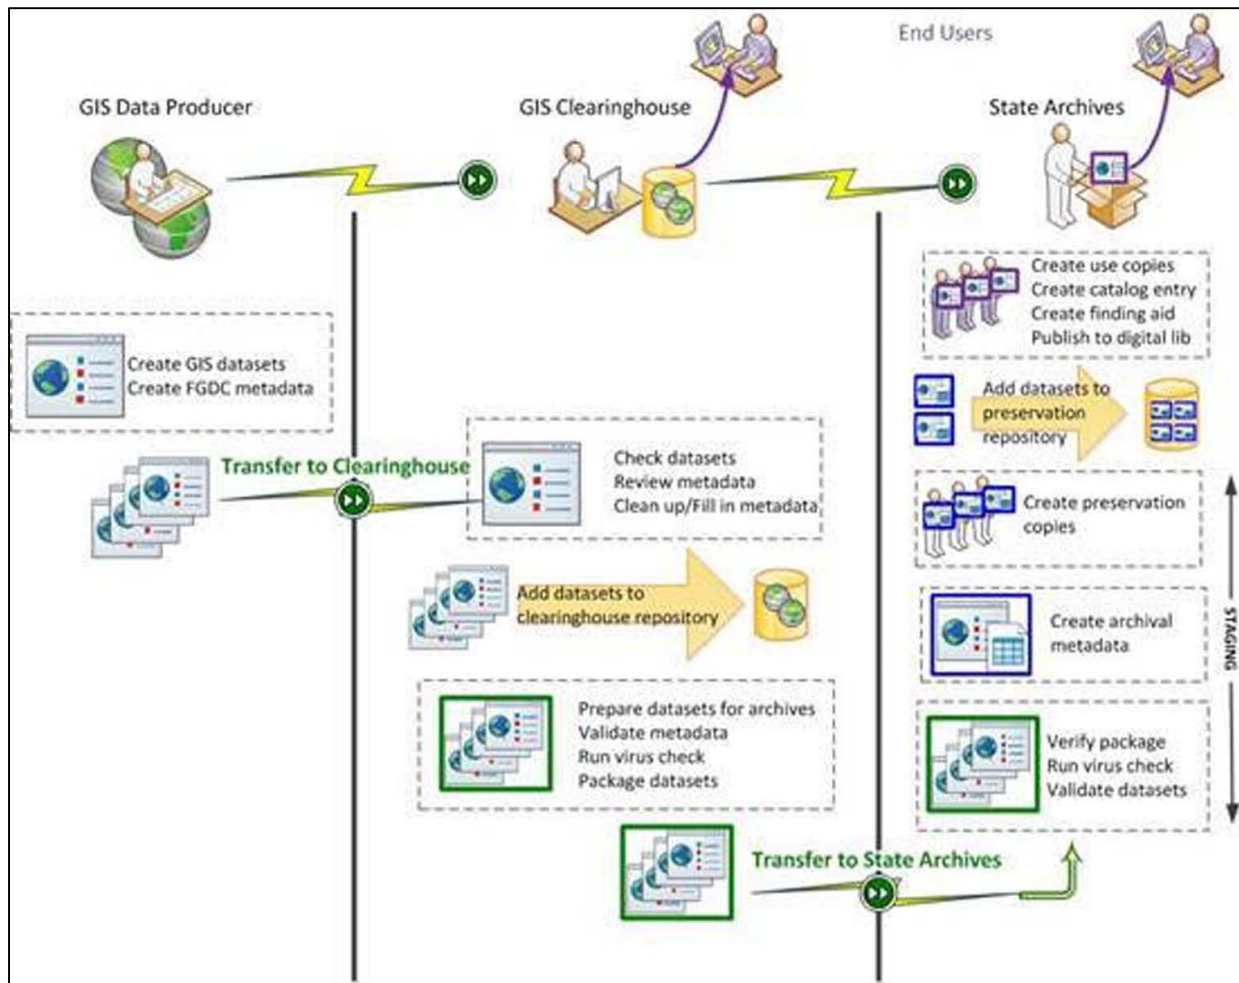 End Users
GIS Data Producer
GIS Clearinghouse
State Archives
Create use copies
Create catalog entry
Create finding aid
Publish to digital lib
Create GIS datasets
Create FGDC metadata
Add datasets to
preservation
repository
Transfer to Clearinghouse
Check datasets
Review metadata
Clean up/Fill in metadata
Create preservation
copies
Add datasets to
clearinghouse repository
Create archival
metadata
STAGING
Prepare datasets for archives
Validate metadata
Run virus check
Package datasets
Verify package
Run virus check
Validate datasets
Transfer to State Archives